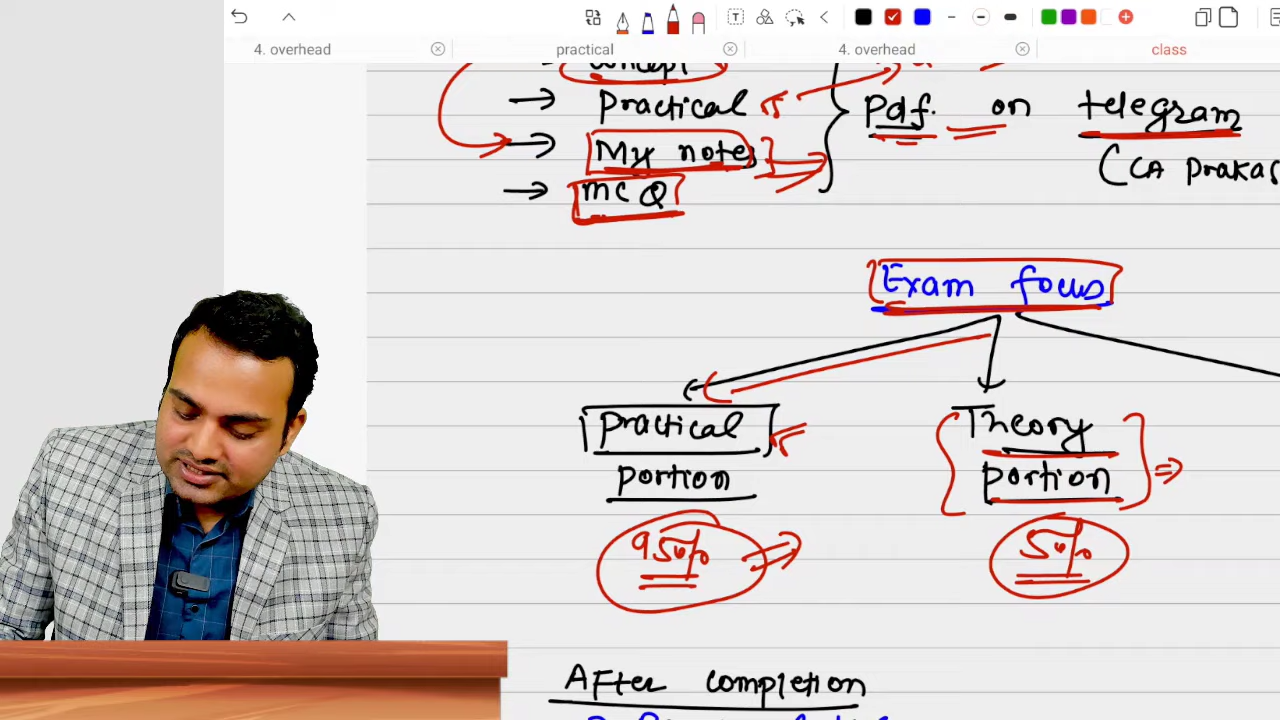 4. overhead practical 4. overhead class
concept
→ Practical
→ My notes
→ MCQ
Pdf. on telegram
(CA Prakas
Exam focus
Practical portion
95%
Theory portion
5%
After completion